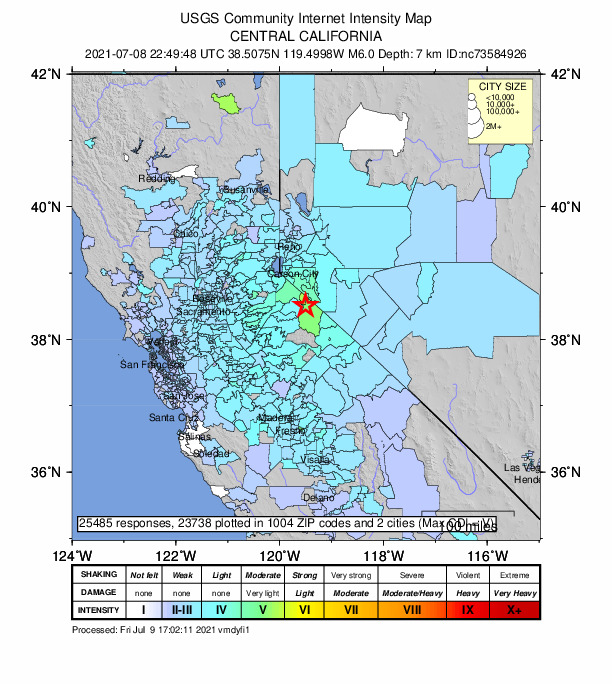 USGS Community Internet Intensity Map
CENTRAL CALIFORNIA
2021-07-08 22:49:48 UTC 38.5075N 119.4998W M6.0 Depth: 7 km ID:nc73584926
42°N 42°N
CITY SIZE
<10,000
10,000+
100,000+
2M+
Redding
Susanville
40°N 40°N
Chico
Reno
Carson City
Roseville
Sacramento
38°N 38°N
San Francisco
San Jose
Santa Cruz
Madera
Salinas
Fresno
Soledad
Visalia
36°N 36°N
Las Veg
Hende
Delano
25485 responses, 23738 plotted in 1004 ZIP codes and 2 cities (Max CDI = V)
100 miles
124°W 122°W 120°W 118°W 116°W
SHAKING Not felt Weak Light Moderate Strong Very strong Severe Violent Extreme
DAMAGE none none none Very light Light Moderate Moderate/Heavy Heavy Very Heavy
INTENSITY I II-III IV V VI VII VIII IX X+
Processed: Fri Jul 9 17:02:11 2021 vmdyfi1